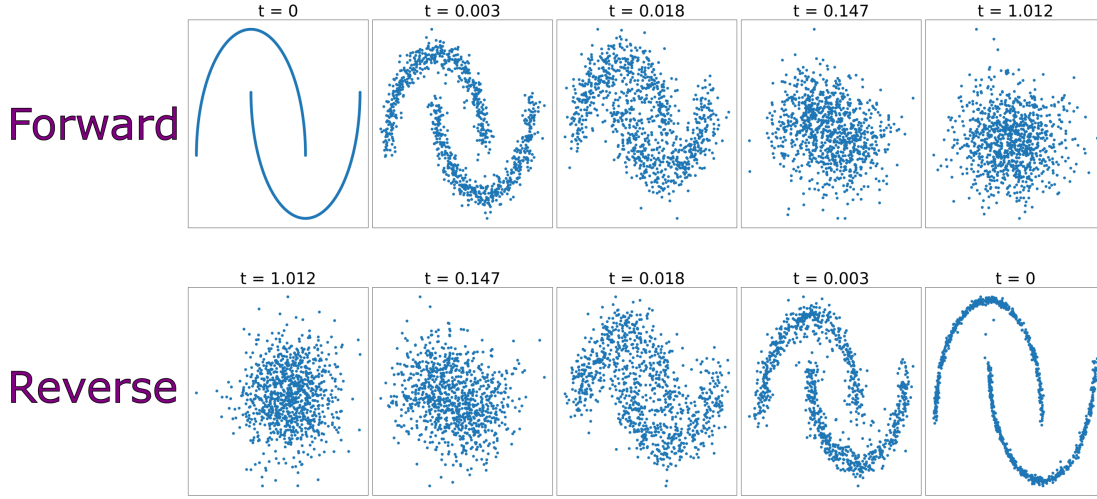 t = 0
t = 0.003
t = 0.018
t = 0.147
t = 1.012
Forward
t = 1.012
t = 0.147
t = 0.018
t = 0.003
t = 0
Reverse